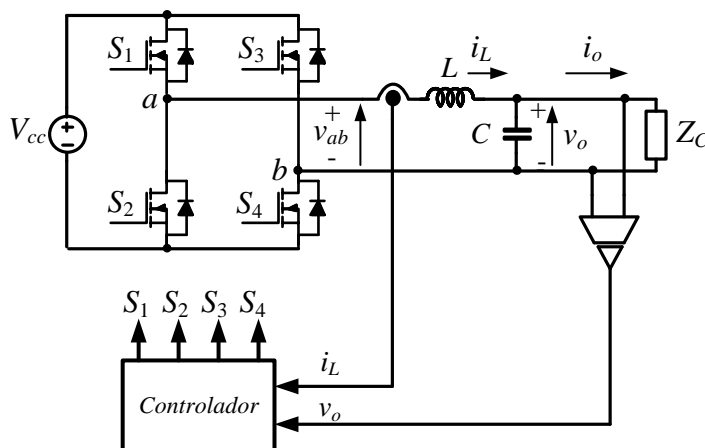 S1
S3
iL
io
L
a
Vcc
+
vab
-
C
+
vo
-
ZC
b
S2
S4
S1 S2 S3 S4
iL
Controlador
vo